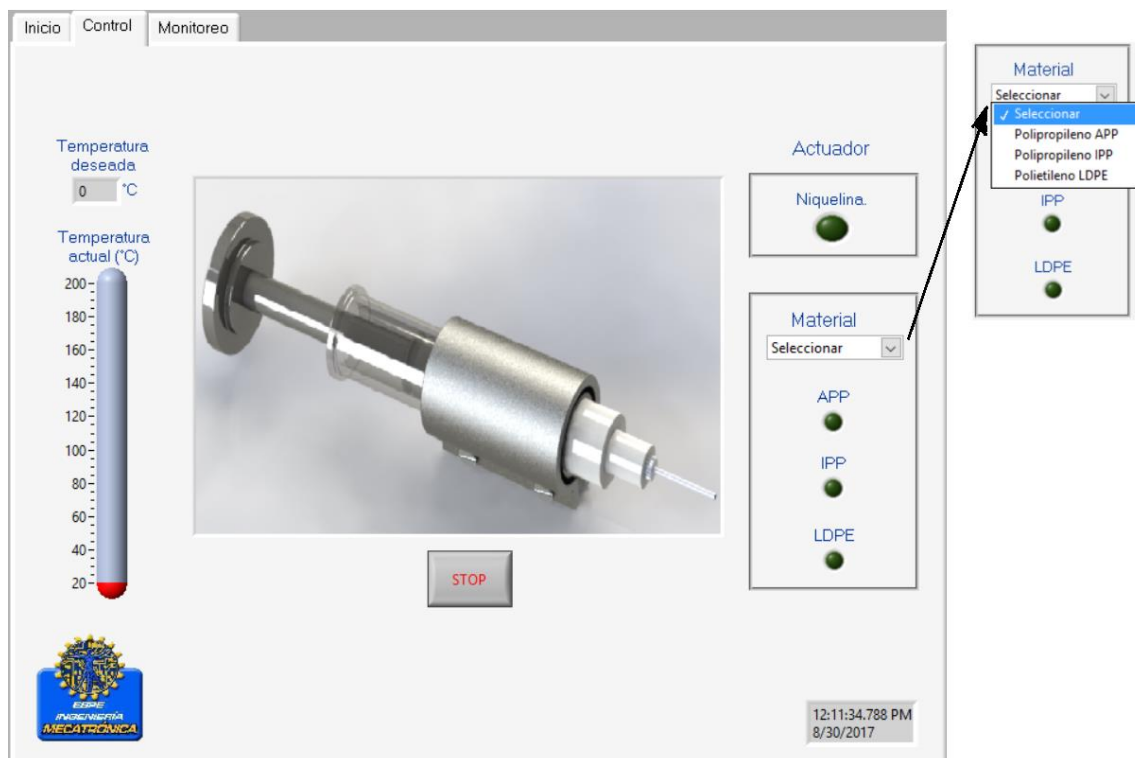 Inicio
Control
Monitoreo
Temperatura
deseada
0 °C
Temperatura
actual (°C)
200
180
160
140
120
100
80
60
40
20
STOP
Actuador
Niquelina.
Material
Seleccionar
APP
IPP
LDPE
INGENIERÍA
MECATRÓNICA
12:11:34.788 PM
8/30/2017
Material
Seleccionar
✓ Seleccionar
Polipropileno APP
Polipropileno IPP
Polietileno LDPE
IPP
LDPE